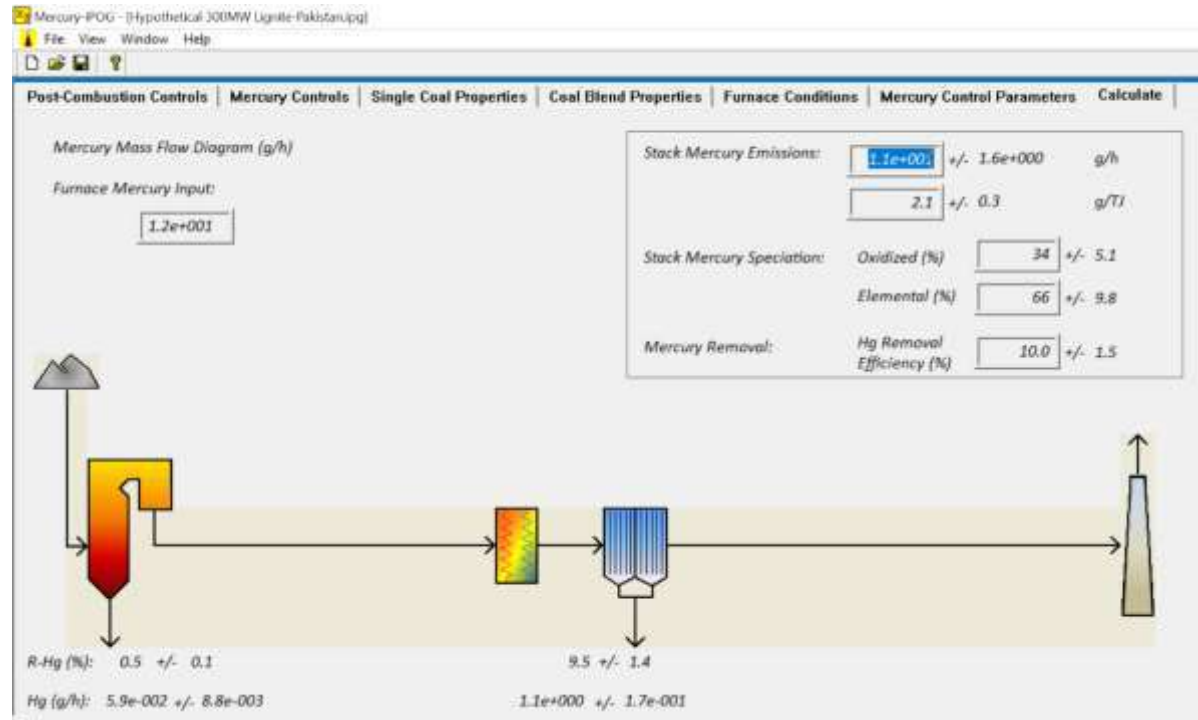 Mercury-iPOG - [Hypothetical 300MW Lignite-Pakistan.ipg]
File View Window Help
Post-Combustion Controls Mercury Controls Single Coal Properties Coal Blend Properties Furnace Conditions Mercury Control Parameters Calculate
Mercury Mass Flow Diagram (g/h)
Furnace Mercury Input:
1.2e+001
Stack Mercury Emissions: 1.1e+001 +/- 1.6e+000 g/h
2.1 +/- 0.3 g/TJ
Stack Mercury Speciation: Oxidized (%) 34 +/- 5.1
Elemental (%) 66 +/- 9.8
Mercury Removal: Hg Removal Efficiency (%) 10.0 +/- 1.5
R-Hg (%): 0.5 +/- 0.1 9.5 +/- 1.4
Hg (g/h): 5.9e-002 +/- 8.8e-003 1.1e+000 +/- 1.7e-001